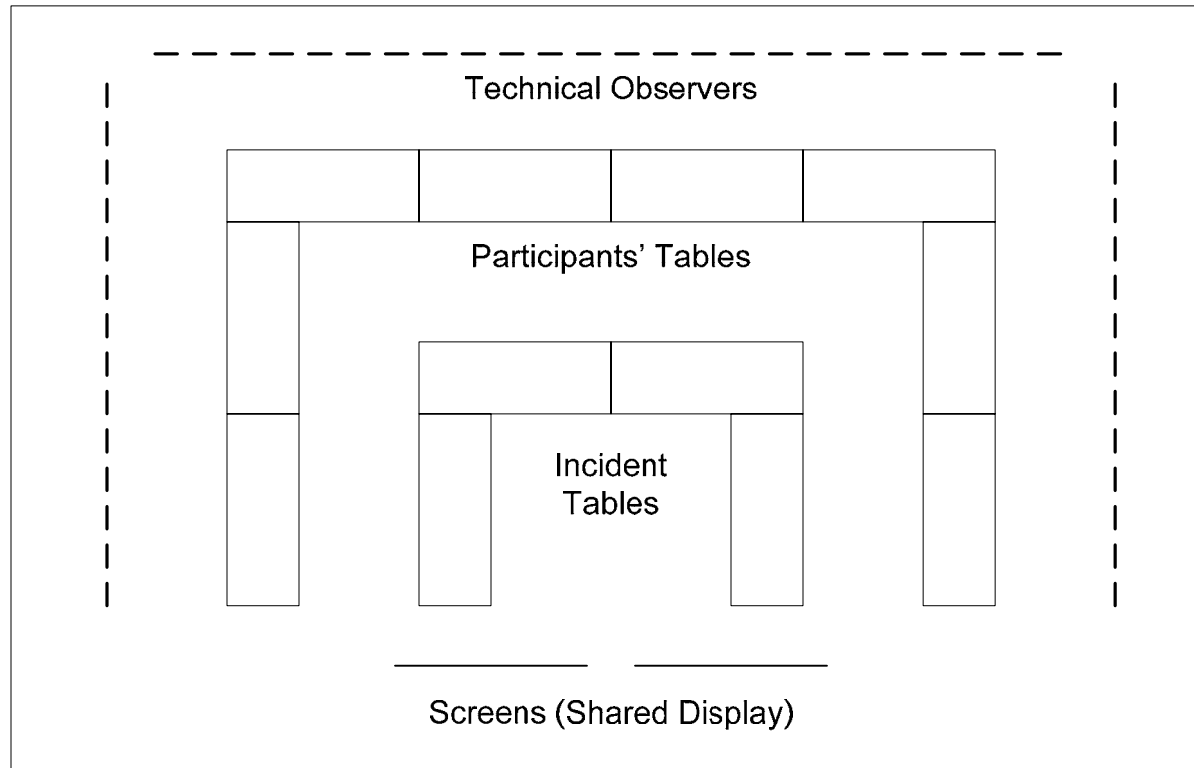 Technical Observers
Participants’ Tables
Incident
Tables
Screens (Shared Display)